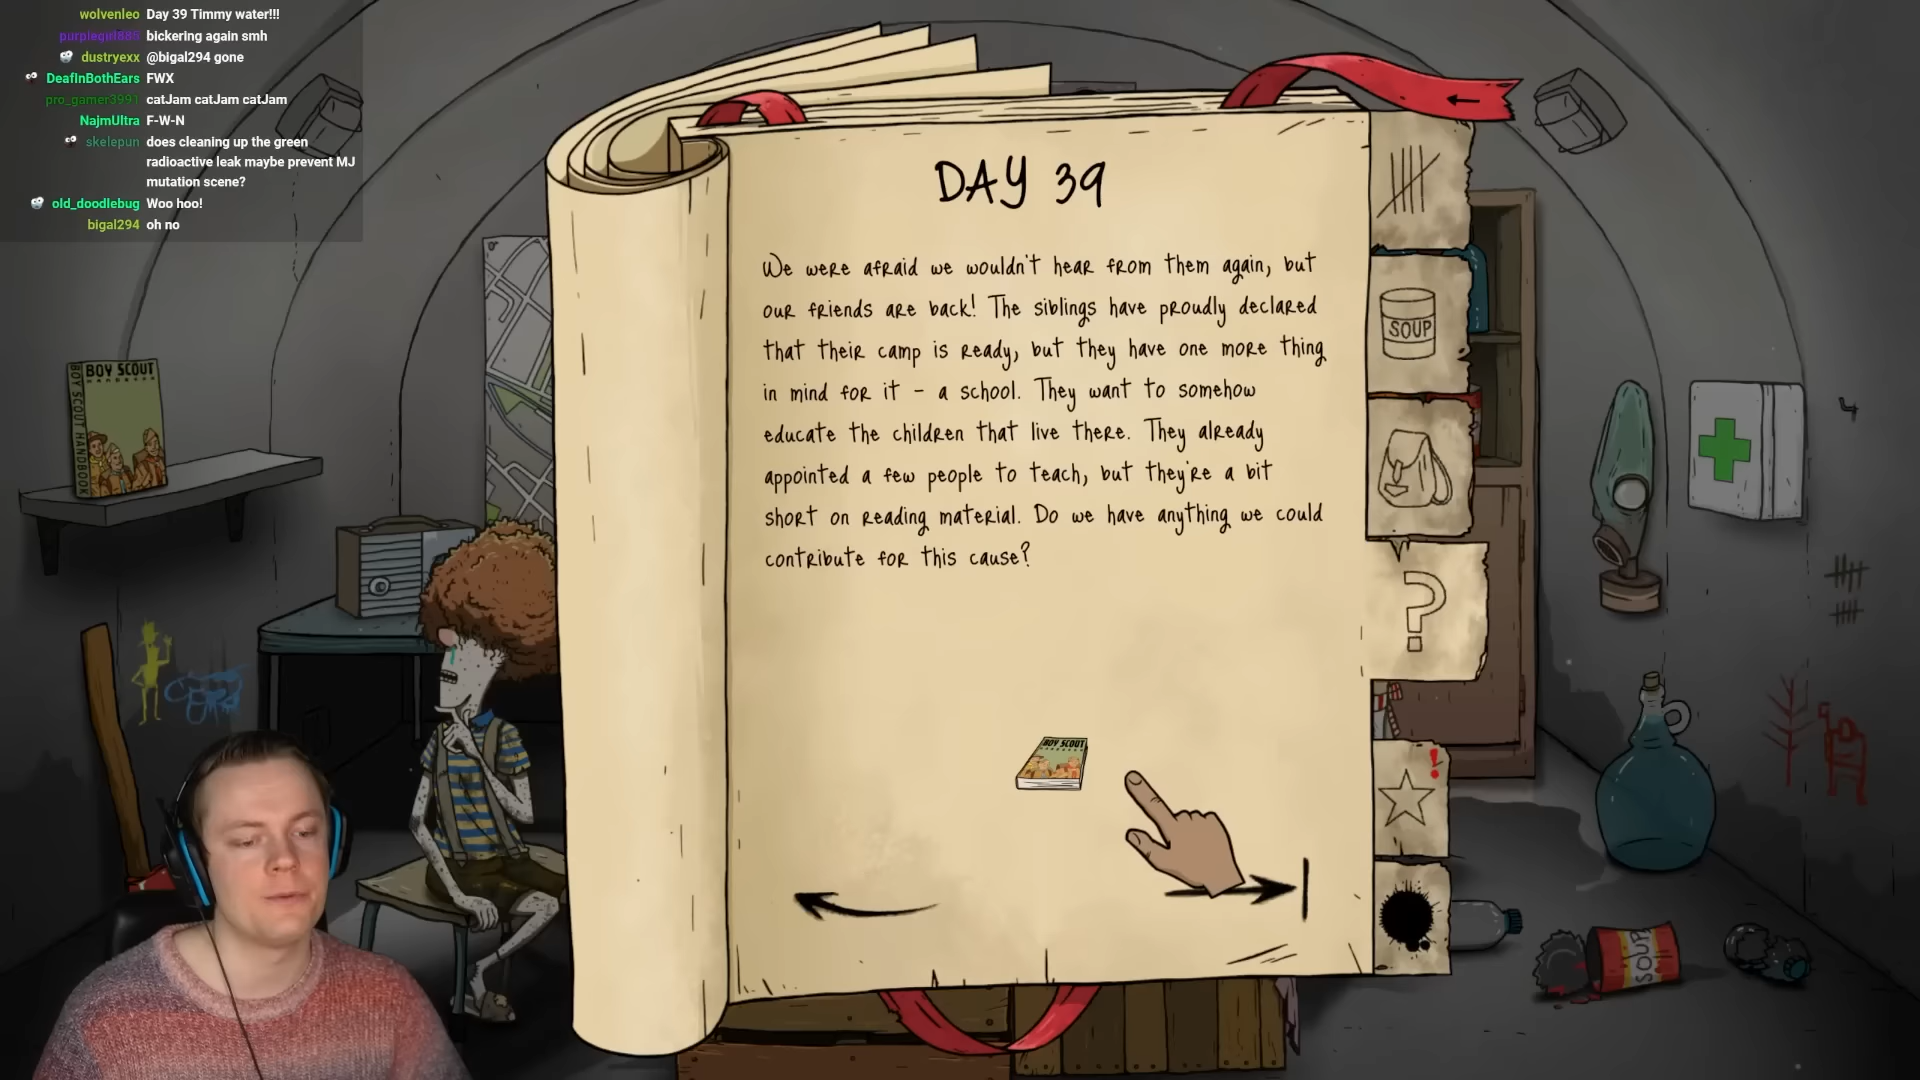 wolvenleo Day 39 Timmy water!!!
purplegirl885 bickering again smh
dustryexx @bigal294 gone
DeafInBothEars FWX
pro_gamer3991 catJam catJam catJam
NajmUltra F-W-N
skelepun does cleaning up the green
radioactive leak maybe prevent MJ
mutation scene?
old_doodlebug Woo hoo!
bigal294 oh no
DAY 39
We were afraid we wouldn't hear from them again, but
our friends are back! The siblings have proudly declared
that their camp is ready, but they have one more thing
in mind for it - a school. They want to somehow
educate the children that live there. They already
appointed a few people to teach, but they're a bit
short on reading material. Do we have anything we could
contribute for this cause?
BOY SCOUT
SOUP
!
BOY SCOUT
HANDBOOK
BOY SCOUT HANDBOOK
SOUP